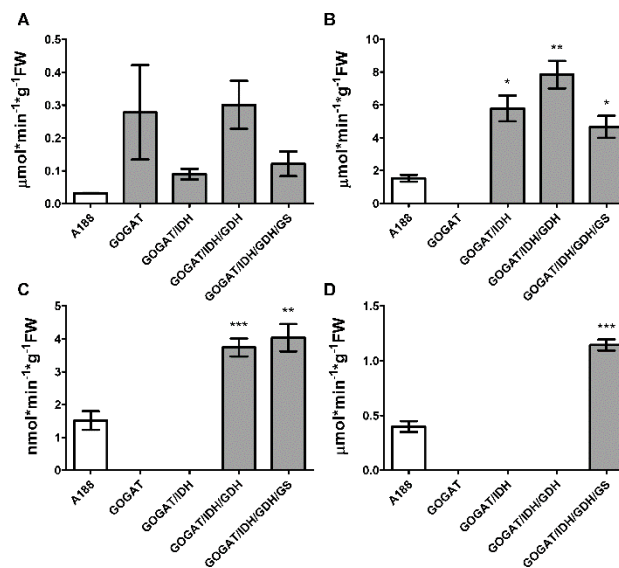 A
µmol*min⁻¹*g⁻¹FW
0.5
0.4
0.3
0.2
0.1
0.0
A188
GOGAT
GOGAT/IDH
GOGAT/IDH/GDH
GOGAT/IDH/GDH/GS
B
µmol*min⁻¹*g⁻¹FW
10
8
6
4
2
0
*
**
*
A188
GOGAT
GOGAT/IDH
GOGAT/IDH/GDH
GOGAT/IDH/GDH/GS
C
nmol*min⁻¹*g⁻¹FW
5
4
3
2
1
0
***
**
A188
GOGAT
GOGAT/IDH
GOGAT/IDH/GDH
GOGAT/IDH/GDH/GS
D
µmol*min⁻¹*g⁻¹FW
1.5
1.0
0.5
0.0
***
A188
GOGAT
GOGAT/IDH
GOGAT/IDH/GDH
GOGAT/IDH/GDH/GS